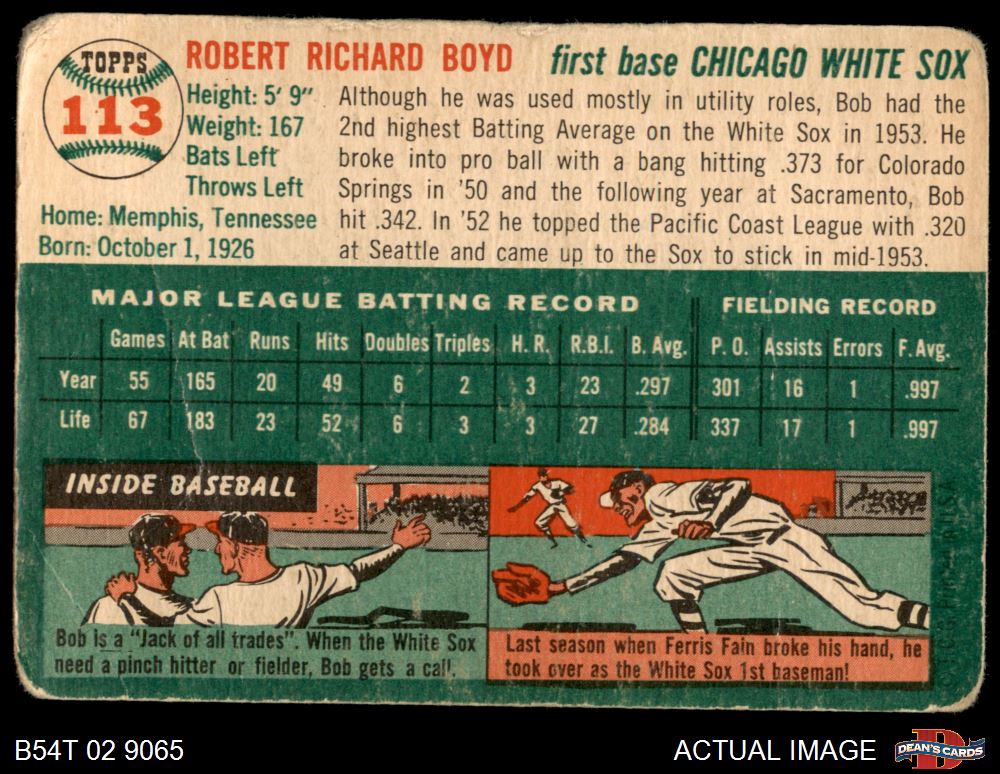 TOPPS
113
ROBERT RICHARD BOYD first base CHICAGO WHITE SOX
Height: 5' 9"
Weight: 167
Bats Left
Throws Left
Home: Memphis, Tennessee
Born: October 1, 1926
Although he was used mostly in utility roles, Bob had the
2nd highest Batting Average on the White Sox in 1953. He
broke into pro ball with a bang hitting .373 for Colorado
Springs in '50 and the following year at Sacramento, Bob
hit .342. In '52 he topped the Pacific Coast League with .320
at Seattle and came up to the Sox to stick in mid-1953.
MAJOR LEAGUE BATTING RECORD FIELDING RECORD
Games At Bat Runs Hits Doubles Triples H. R. R.B.I. B. Avg. P. O. Assists Errors F. Avg.
Year 55 165 20 49 6 2 3 23 .297 301 16 1 .997
Life 67 183 23 52 6 3 3 27 .284 337 17 1 .997
INSIDE BASEBALL
Bob is a "Jack of all trades". When the White Sox
need a pinch hitter or fielder, Bob gets a call.
Last season when Ferris Fain broke his hand, he
took over as the White Sox 1st baseman!
B54T 02 9065
ACTUAL IMAGE
DEAN'S CARDS